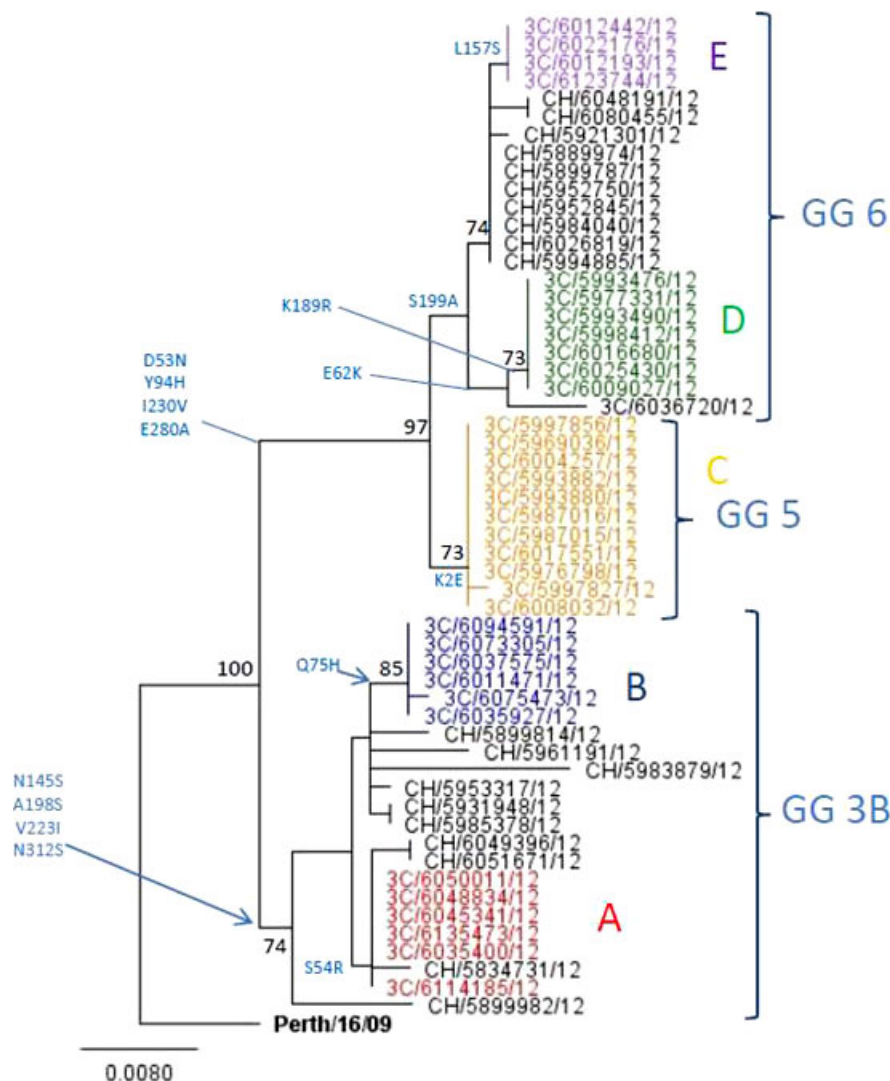 3C/6012442/12
3C/6022176/12
L157S
3C/6012193/12
E
3C/6123744/12
CH/6048191/12
CH/6080455/12
CH/5921301/12
CH/5889974/12
CH/5899787/12
CH/5952750/12
CH/5952845/12
GG 6
74
CH/5984040/12
CH/6026819/12
CH/5994885/12
3C/5993476/12
S199A
K189R
3C/5977331/12
3C/5993490/12
D
3C/5998412/12
73
3C/6016680/12
D53N
E62K
3C/6025430/12
Y94H
3C/6009027/12
I230V
3C/6036720/12
E280A
97
3C/5997856/12
3C/5969036/12
3C/6004257/12
C
3C/5993882/12
3C/5993880/12
3C/5987016/12
GG 5
3C/5987015/12
73
3C/6017551/12
3C/5976798/12
K2E
3C/5997827/12
3C/6008032/12
3C/6094591/12
3C/6073305/12
100
Q75H
85
3C/6037575/12
3C/6011471/12
B
3C/6075473/12
3C/6035927/12
CH/5899814/12
CH/5961191/12
CH/5983879/12
N145S
CH/5953317/12
A198S
CH/5931948/12
GG 3B
V223I
CH/5985378/12
N312S
CH/6049396/12
CH/6051671/12
3C/6050011/12
3C/6048834/12
3C/6045341/12
A
3C/6135473/12
74
3C/6035400/12
S54R
CH/5834731/12
3C/6114185/12
CH/5899982/12
Perth/16/09
0.0080